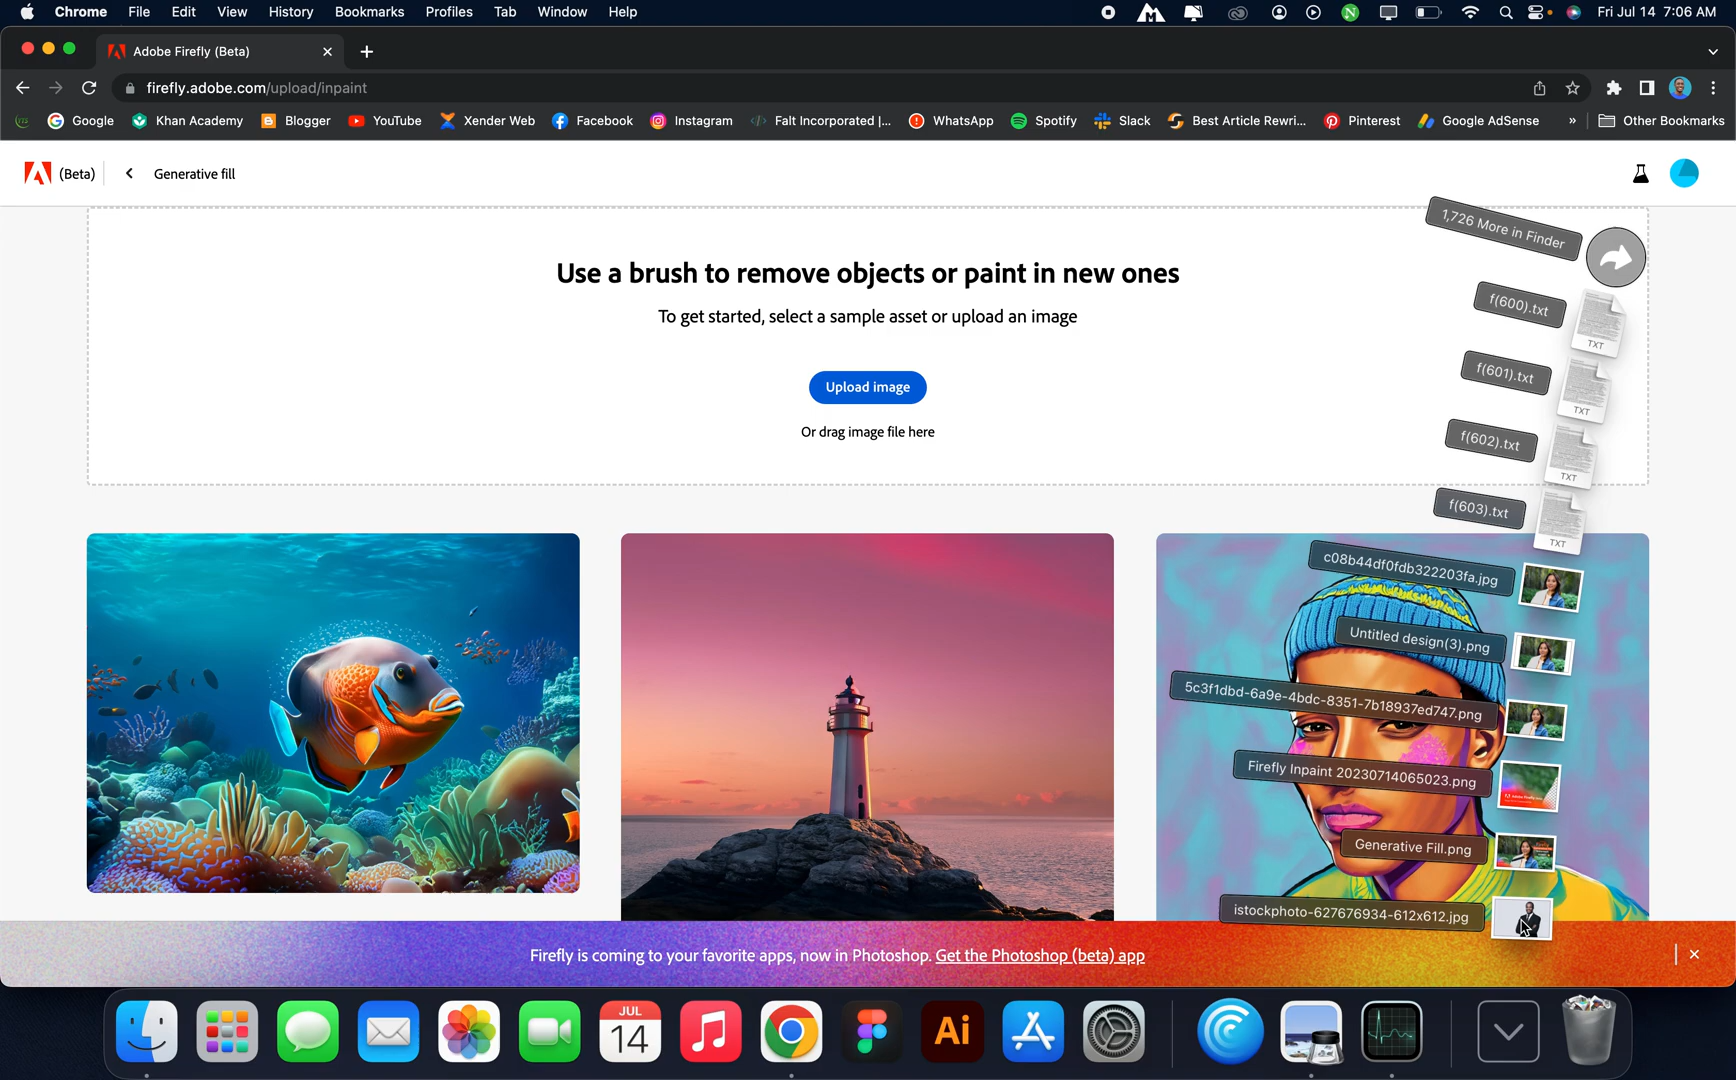 Chrome File Edit View History Bookmarks Profiles Tab Window Help Fri Jul 14 7:06 AM
Adobe Firefly (Beta)
firefly.adobe.com/upload/inpaint
Google Khan Academy Blogger YouTube Xender Web Facebook Instagram Falt Incorporated |... WhatsApp Spotify Slack Best Article Rewri... Pinterest Google AdSense » Other Bookmarks
(Beta) Generative fill
1,726 More in Finder
Use a brush to remove objects or paint in new ones
To get started, select a sample asset or upload an image
f(600).txt
TXT
Upload image
f(601).txt
TXT
Or drag image file here
f(602).txt
TXT
f(603).txt
TXT
c08b44df0fdb322203fa.jpg
Untitled design(3).png
5c3f1dbd-6a9e-4bdc-8351-7b18937ed747.png
Firefly Inpaint 20230714065023.png
Generative Fill.png
istockphoto-627676934-612x612.jpg
Firefly is coming to your favorite apps, now in Photoshop. Get the Photoshop (beta) app
JUL
14
Ai